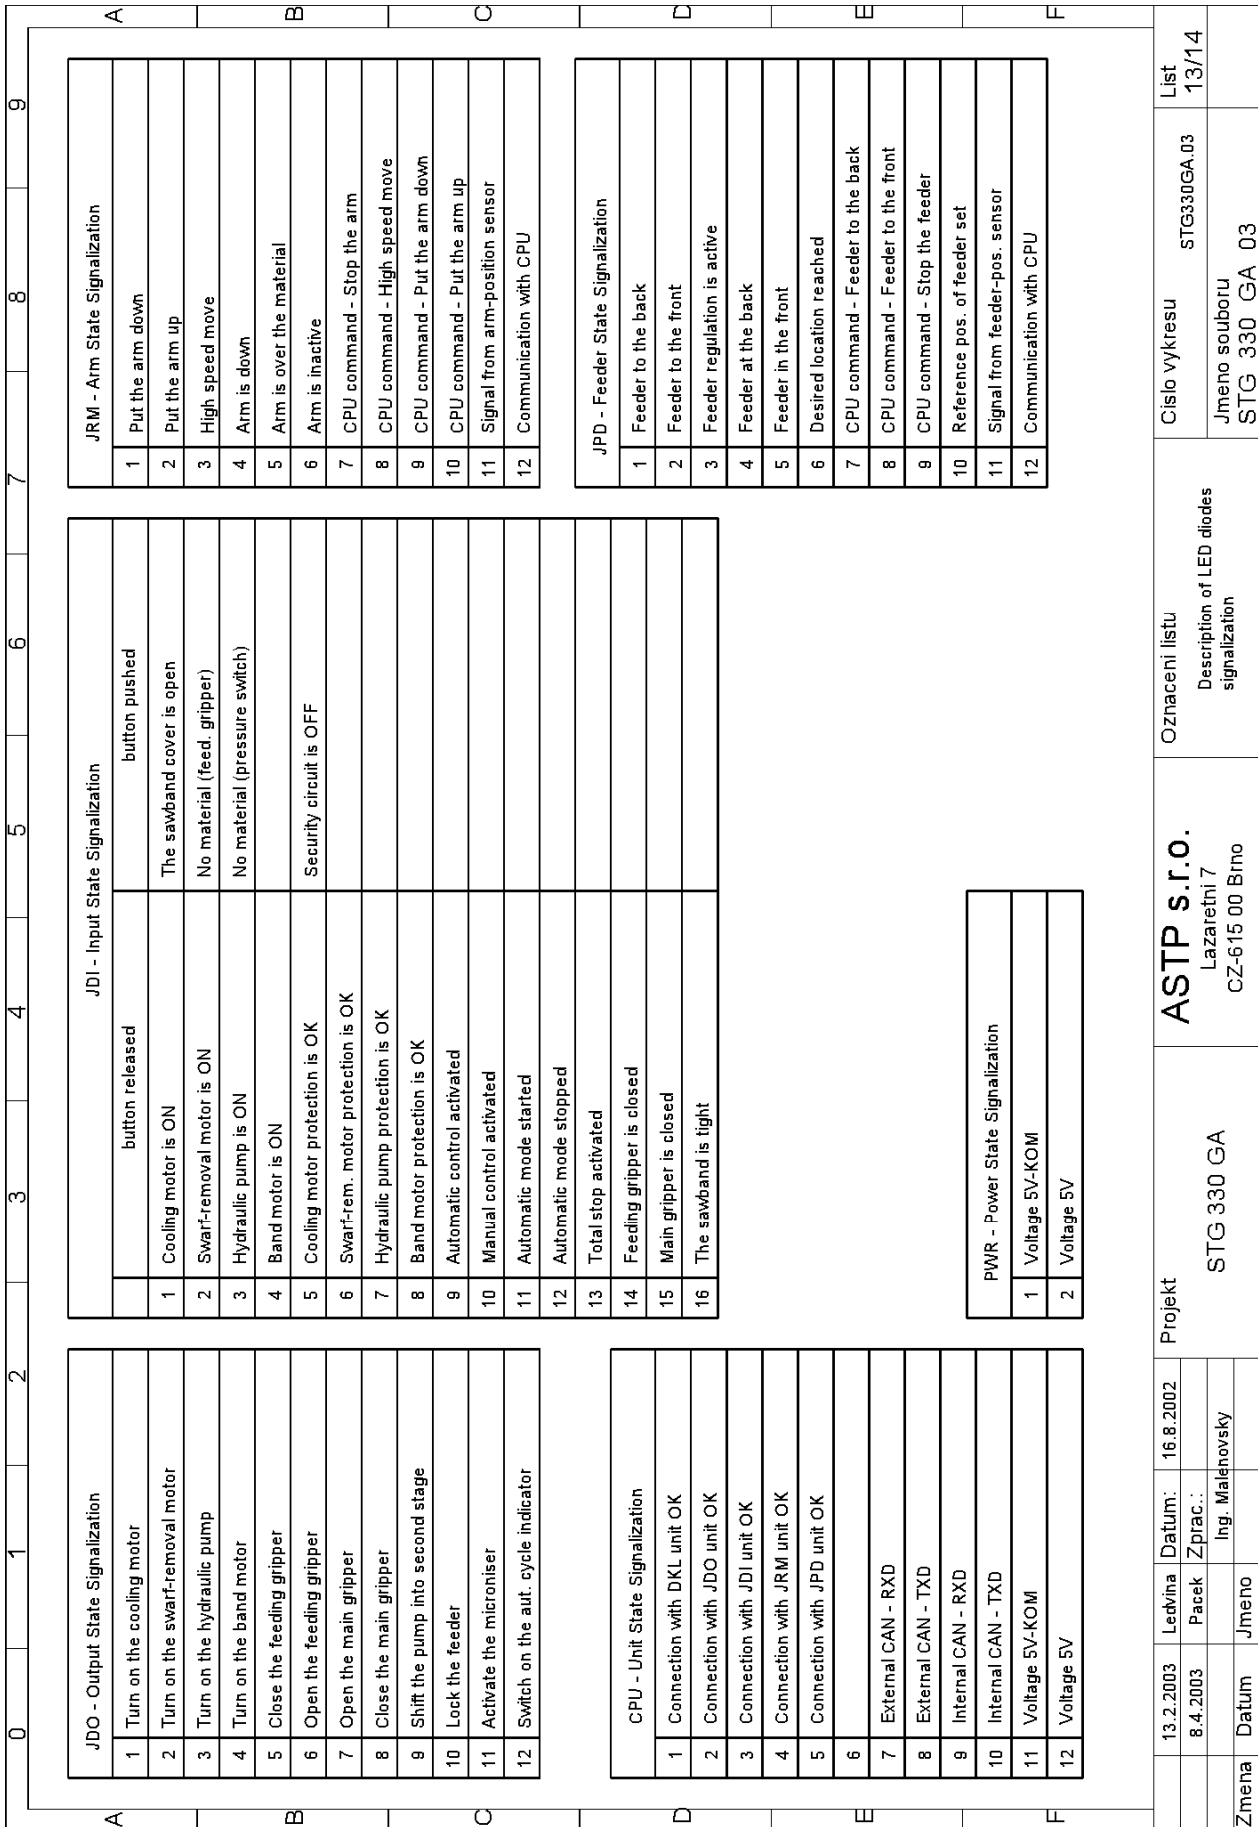 0 1 2 3 4 5 6 7 8 9
A
B
C
D
E
F
JDO - Output State Signalization
1 Turn on the cooling motor
2 Turn on the swarf-removal motor
3 Turn on the hydraulic pump
4 Turn on the band motor
5 Close the feeding gripper
6 Open the feeding gripper
7 Open the main gripper
8 Close the main gripper
9 Shift the pump into second stage
10 Lock the feeder
11 Activate the microniser
12 Switch on the aut. cycle indicator
CPU - Unit State Signalization
1 Connection with DKL unit OK
2 Connection with JDO unit OK
3 Connection with JDI unit OK
4 Connection with JRM unit OK
5 Connection with JPD unit OK
6
7 External CAN - RXD
8 External CAN - TXD
9 Internal CAN - RXD
10 Internal CAN - TXD
11 Voltage 5V-KOM
12 Voltage 5V
JDI - Input State Signalization
button released button pushed
1 Cooling motor is ON The sawband cover is open
2 Swarf-removal motor is ON No material (feed. gripper)
3 Hydraulic pump is ON No material (pressure switch)
4 Band motor is ON
5 Cooling motor protection is OK Security circuit is OFF
6 Swarf-rem. motor protection is OK
7 Hydraulic pump protection is OK
8 Band motor protection is OK
9 Automatic control activated
10 Manual control activated
11 Automatic mode started
12 Automatic mode stopped
13 Total stop activated
14 Feeding gripper is closed
15 Main gripper is closed
16 The sawband is tight
PWR - Power State Signalization
1 Voltage 5V-KOM
2 Voltage 5V
JRM - Arm State Signalization
1 Put the arm down
2 Put the arm up
3 High speed move
4 Arm is down
5 Arm is over the material
6 Arm is inactive
7 CPU command - Stop the arm
8 CPU command - High speed move
9 CPU command - Put the arm down
10 CPU command - Put the arm up
11 Signal from arm-position sensor
12 Communication with CPU
JPD - Feeder State Signalization
1 Feeder to the back
2 Feeder to the front
3 Feeder regulation is active
4 Feeder at the back
5 Feeder in the front
6 Desired location reached
7 CPU command - Feeder to the back
8 CPU command - Feeder to the front
9 CPU command - Stop the feeder
10 Reference pos. of feeder set
11 Signal from feeder-pos. sensor
12 Communication with CPU
A
B
C
D
E
F
13.2.2003 Ledvina
8.4.2003 Pacek
Zmena Datum Jmeno
Datum: 16.8.2002
Zprac.:
Ing. Malenovsky
Projekt
STG 330 GA
ASTP s.r.o.
Lazaretni 7
CZ-615 00 Brno
Oznaceni listu
Description of LED diodes
signalization
Cislo vykresu
STG330GA.03
Jmeno souboru
STG 330 GA 03
List
13/14